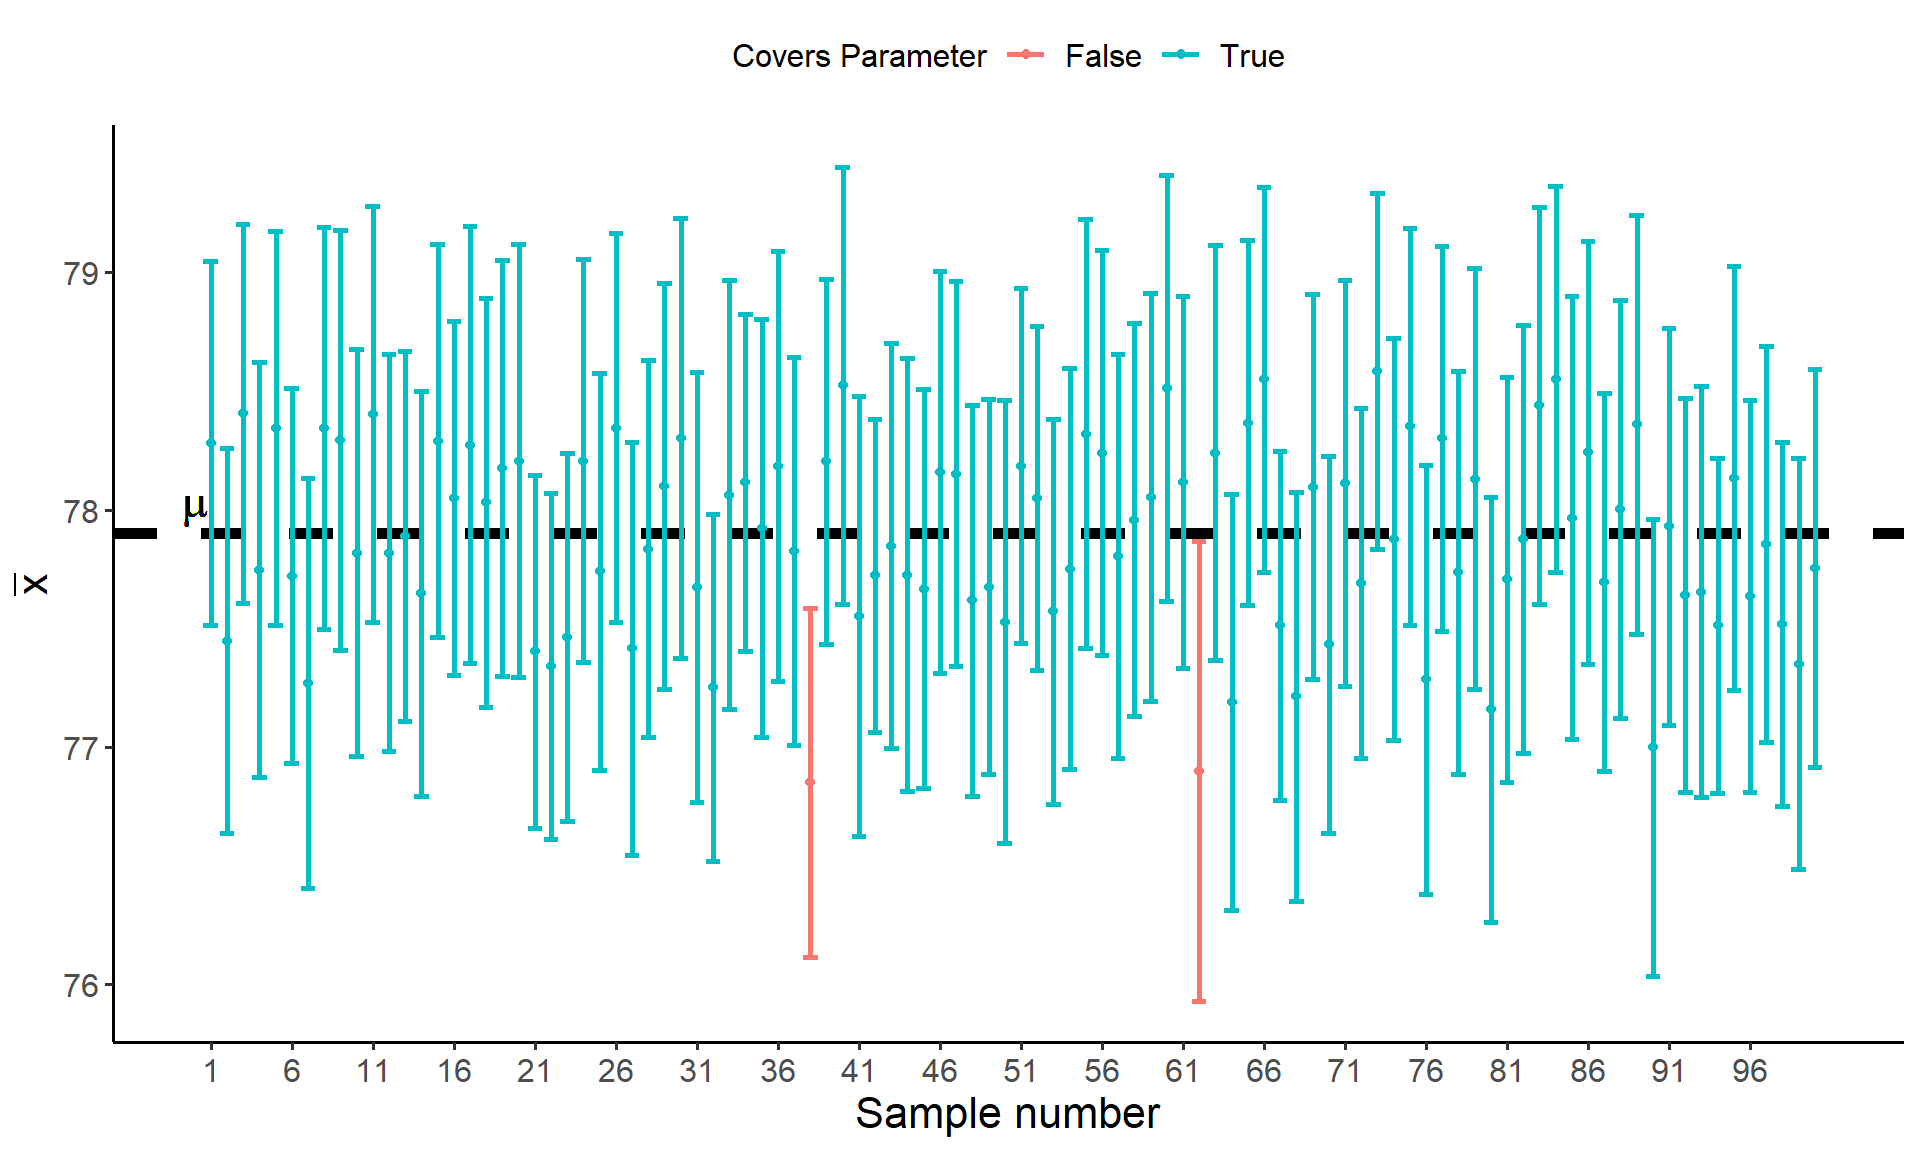 Covers Parameter False True
79
78
77
76
μ
x̅
1 6 11 16 21 26 31 36 41 46 51 56 61 66 71 76 81 86 91 96
Sample number